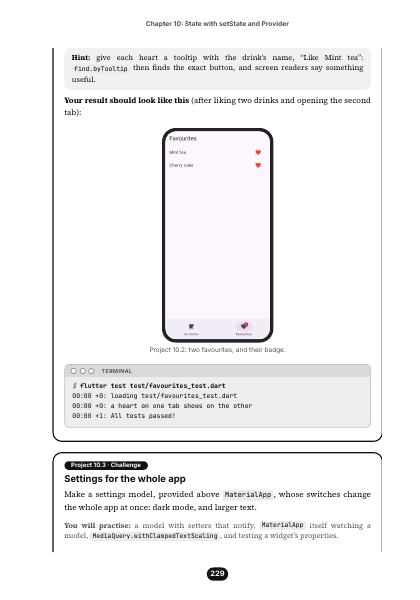 Chapter 10: State with setState and Provider
Hint: give each heart a tooltip with the drink's name, "Like Mint tea":
find.byTooltip then finds the exact button, and screen readers say something
useful.
Your result should look like this (after liking two drinks and opening the second
tab):
Favourites
Mint tea
Cherry coke
All drinks
Favourites
Project 10.2: two favourites, and their badge.
TERMINAL
$ flutter test test/favourites_test.dart
00:00 +0: loading test/favourites_test.dart
00:00 +0: a heart on one tab shows on the other
00:00 +1: All tests passed!
Project 10.3 · Challenge
Settings for the whole app
Make a settings model, provided above MaterialApp, whose switches change
the whole app at once: dark mode, and larger text.
You will practise: a model with setters that notify, MaterialApp itself watching a
model, MediaQuery.withClampedTextScaling, and testing a widget's properties.
229